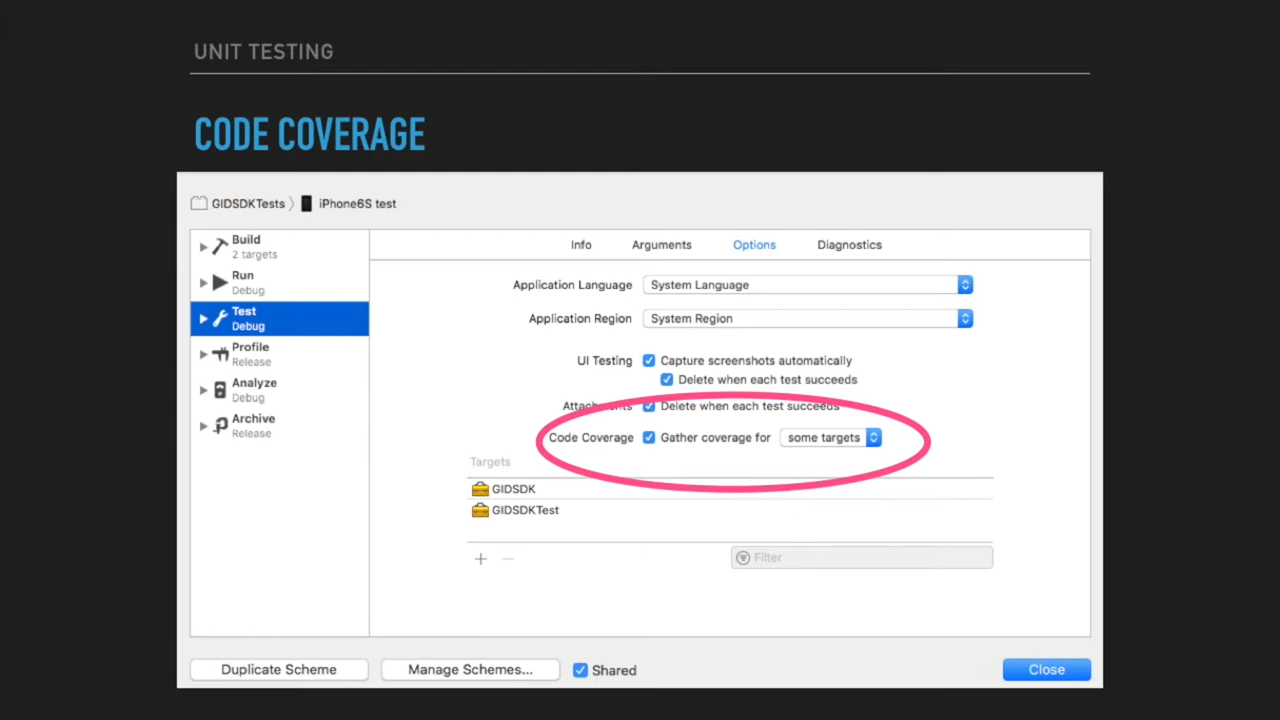 UNIT TESTING
CODE COVERAGE
GIDSDKTests 〉 iPhone6S test
Build
2 targets
Run
Debug
Test
Debug
Profile
Release
Analyze
Debug
Archive
Release
Info Arguments Options Diagnostics
Application Language System Language
Application Region System Region
UI Testing Capture screenshots automatically
Delete when each test succeeds
Attachments Delete when each test succeeds
Code Coverage Gather coverage for some targets
Targets
GIDSDK
GIDSDKTest
Filter
Duplicate Scheme Manage Schemes... Shared Close